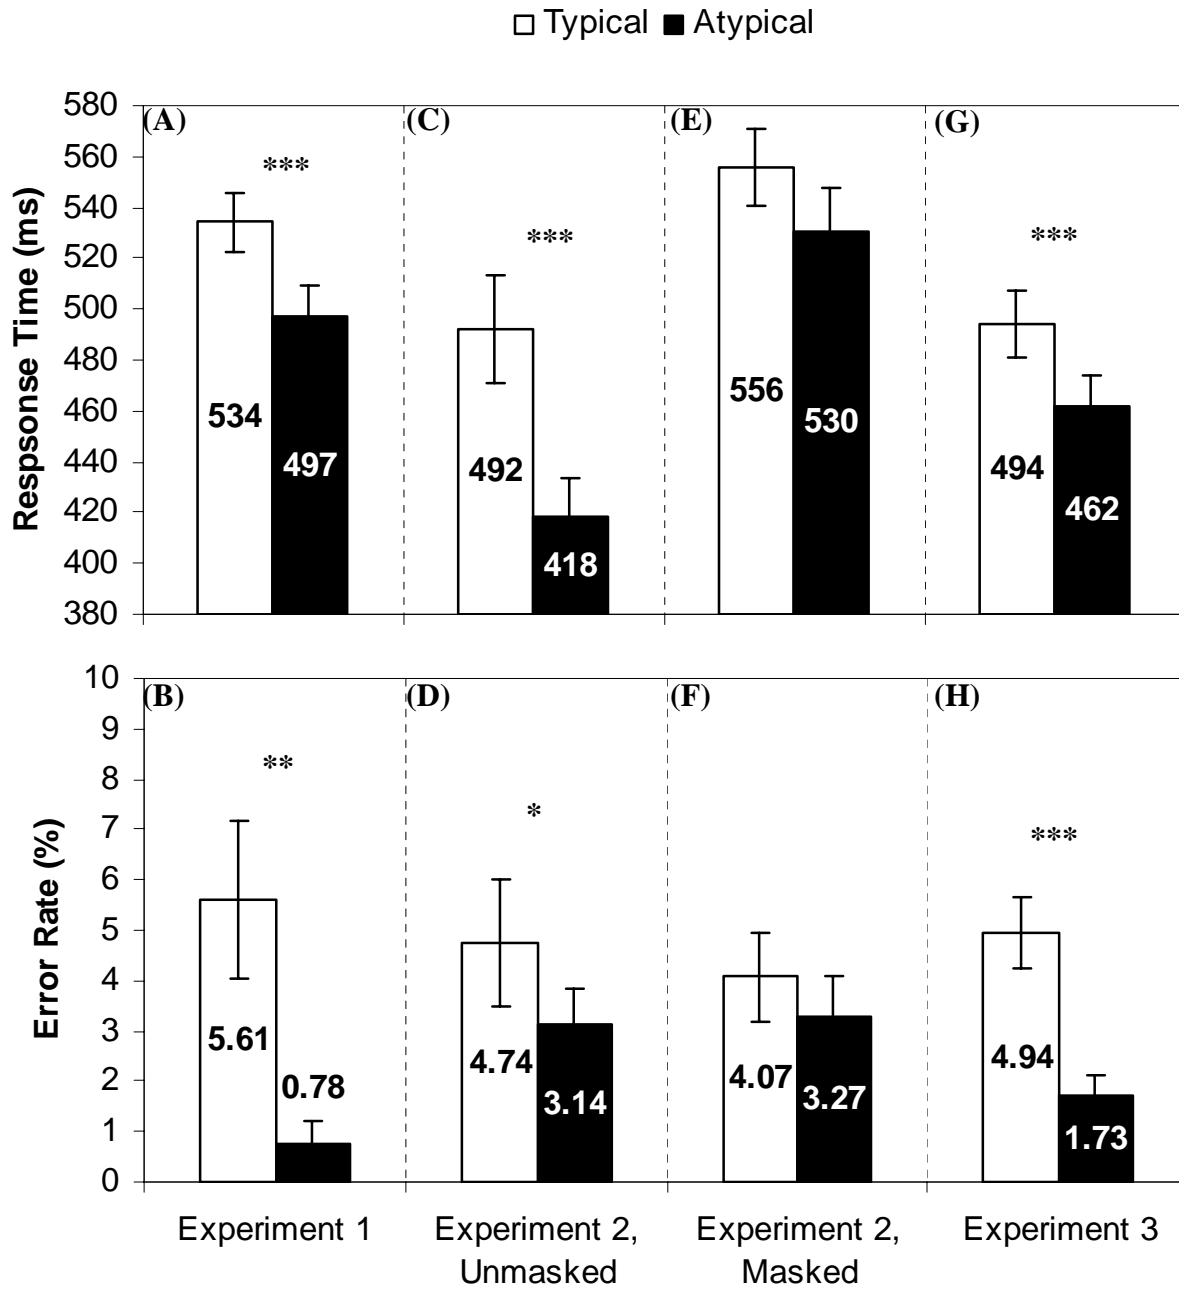 Typical Atypical
Respsonse Time (ms)
580
560
540
520
500
480
460
440
420
400
380
(A) (C) (E) (G)
*** *** ***
534 497 492 418 556 530 494 462
Error Rate (%)
10
9
8
7
6
5
4
3
2
1
0
(B) (D) (F) (H)
** * ***
5.61 0.78 4.74 3.14 4.07 3.27 4.94 1.73
Experiment 1
Experiment 2,
Unmasked
Experiment 2,
Masked
Experiment 3